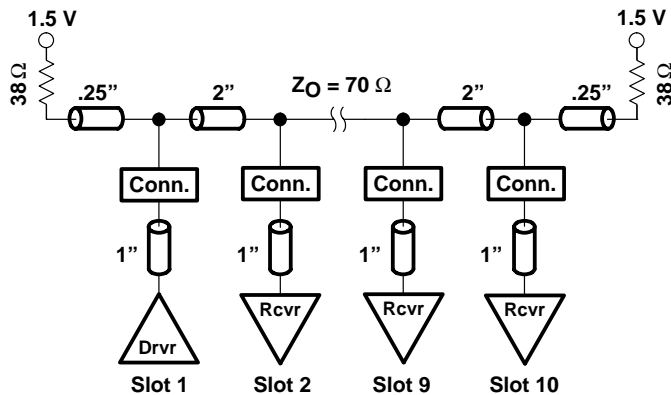 1.5 V
1.5 V
38 Ω
.25”
2”
ZO = 70 Ω
2”
.25”
38 Ω
Conn.
Conn.
Conn.
Conn.
1”
1”
1”
1”
Drvr
Rcvr
Rcvr
Rcvr
Slot 1
Slot 2
Slot 9
Slot 10